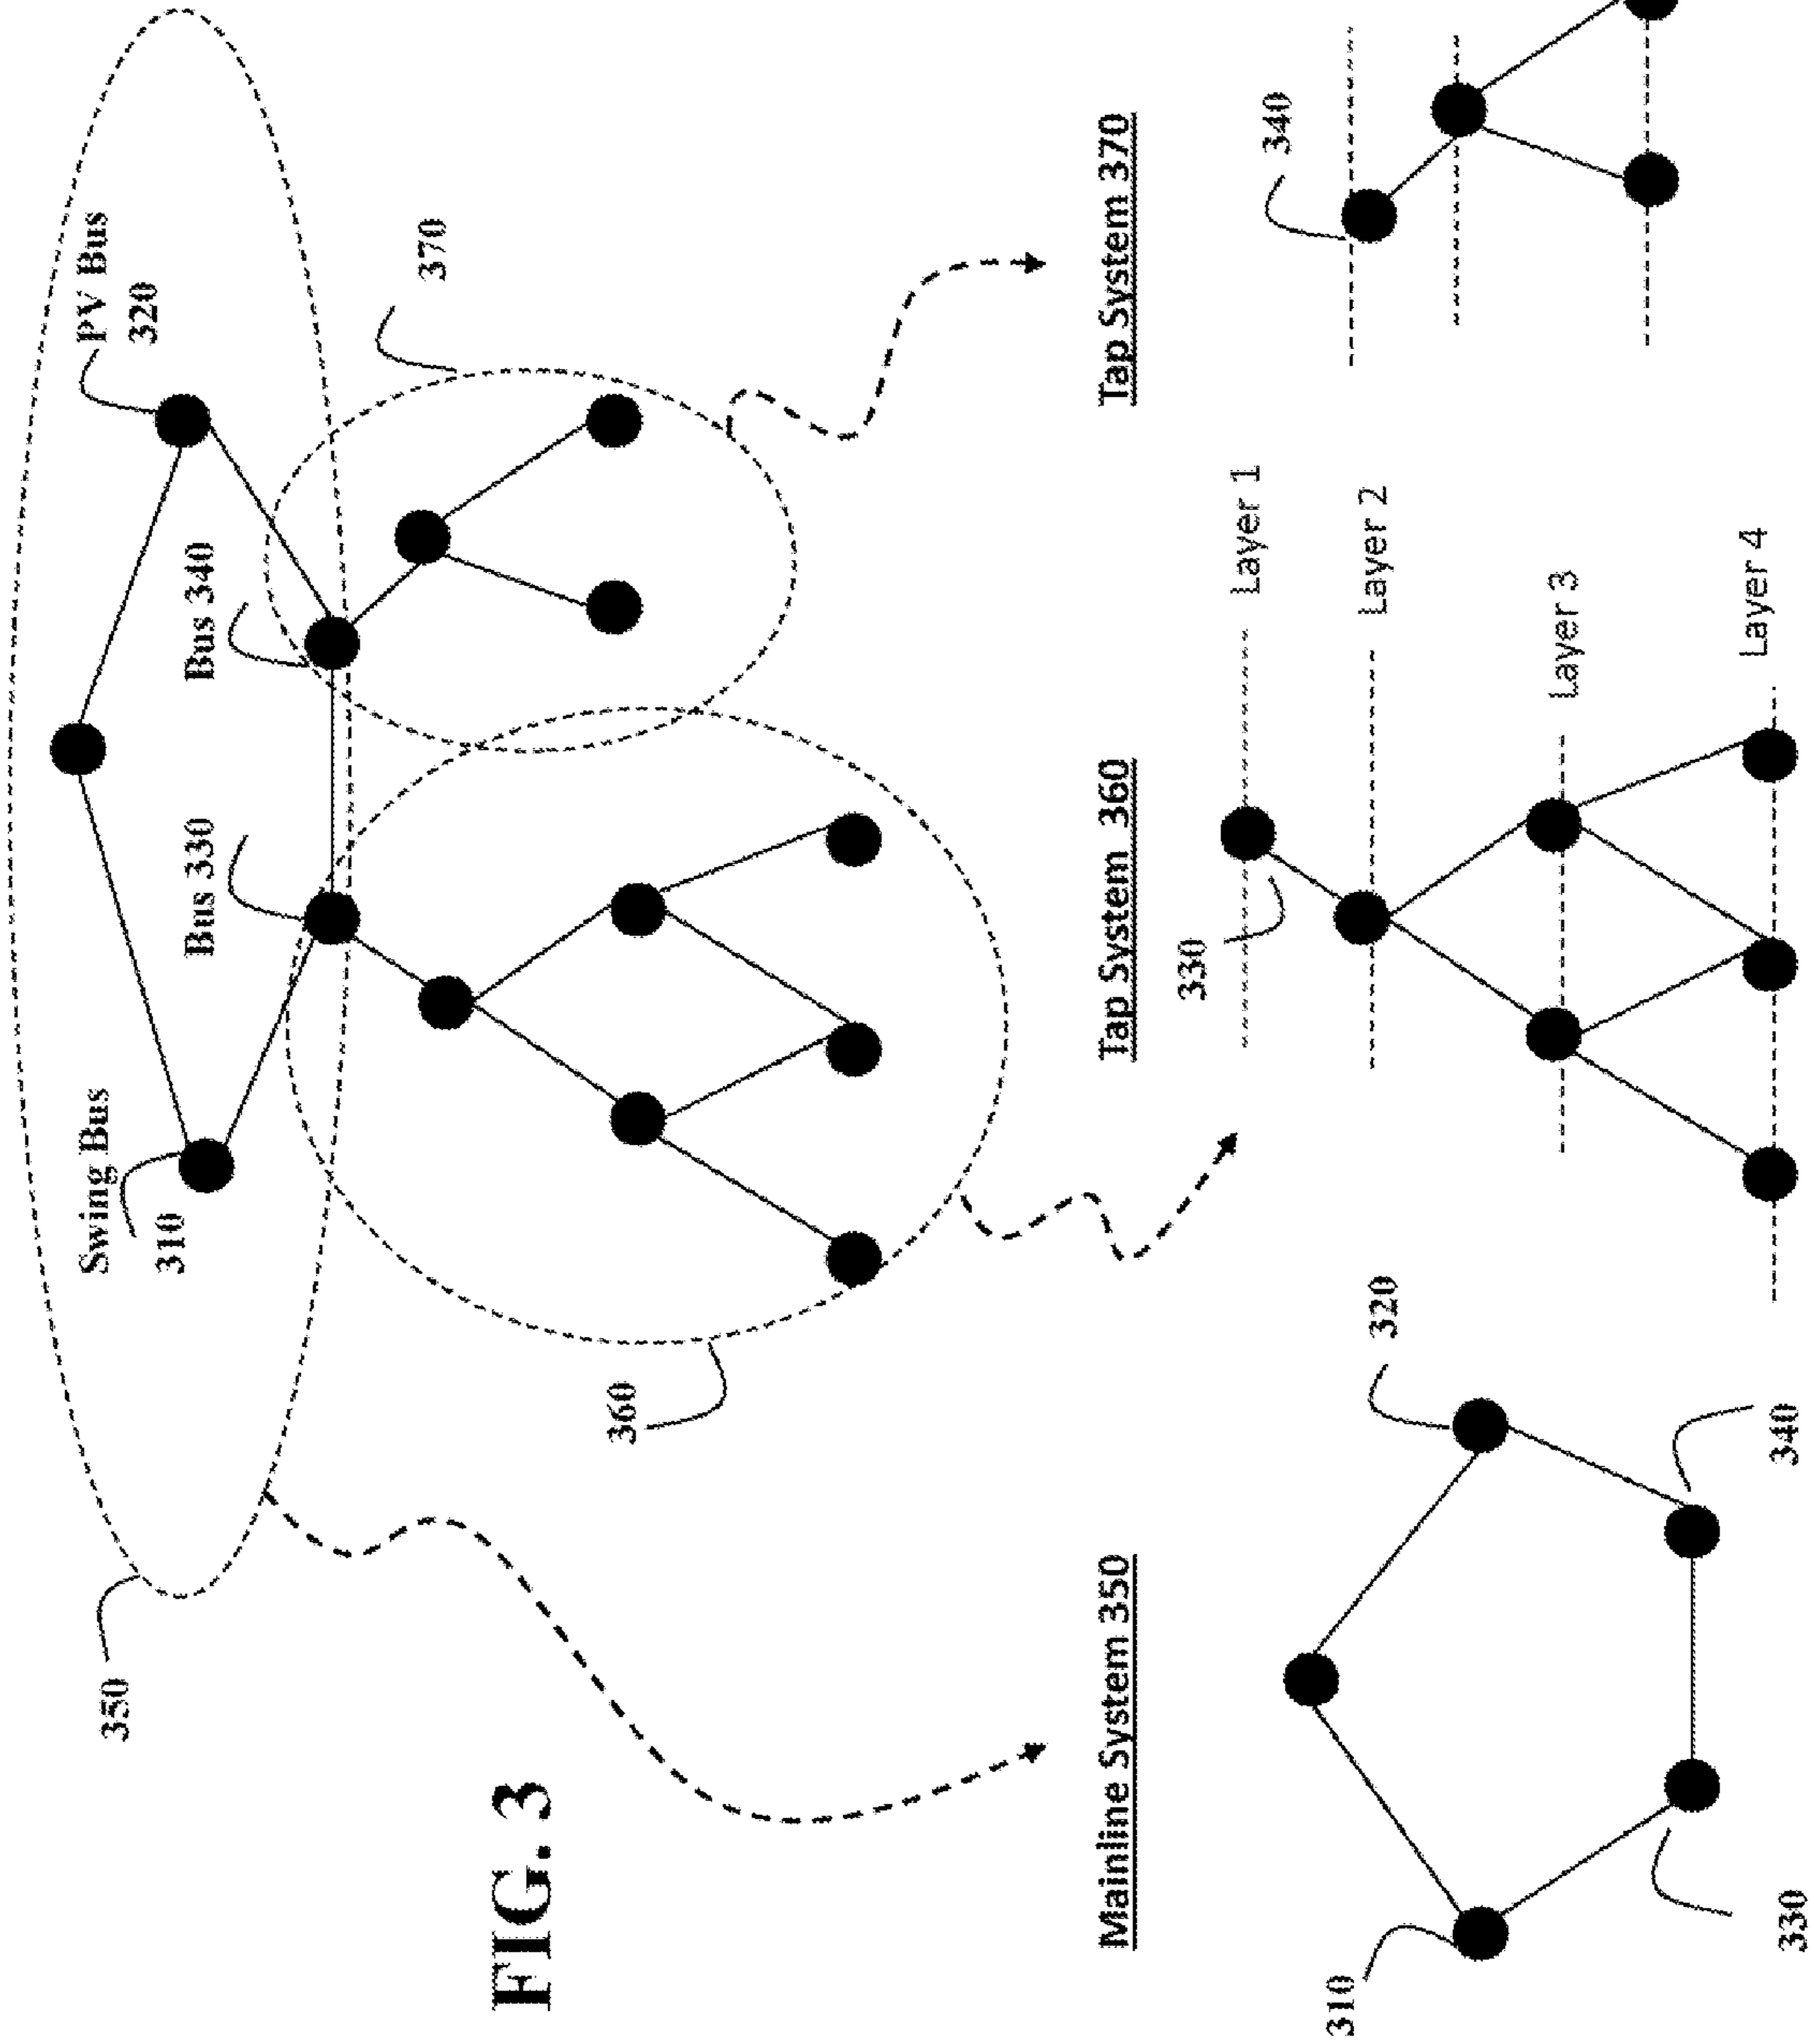 FIG. 3
350
Swing Bus
310
PV Bus
320
Bus 330
Bus 340
360
370
Mainline System 350
310
320
330
340
Tap System 360
330
Layer 1
Layer 2
Layer 3
Layer 4
Tap System 370
340